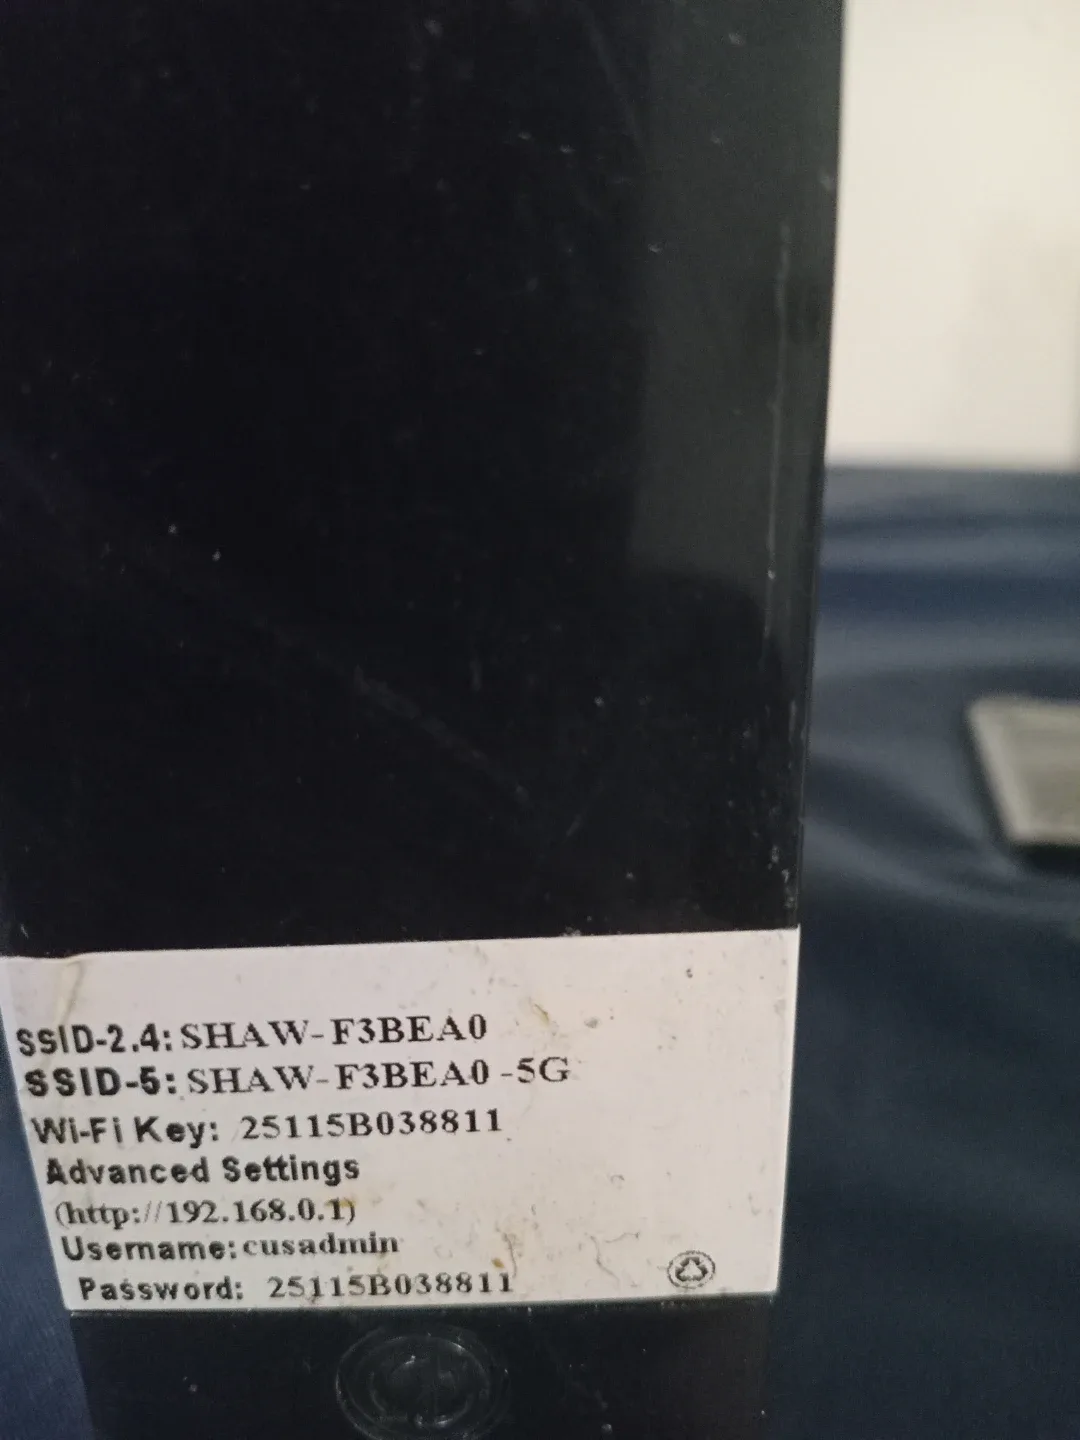 SSID-2.4: SHAW-F3BEA0
SSID-5: SHAW-F3BEA0 -5G
Wi-Fi Key: 25115B038811
Advanced Settings
(http://192.168.0.1)
Username: cusadmin
Password: 25115B038811